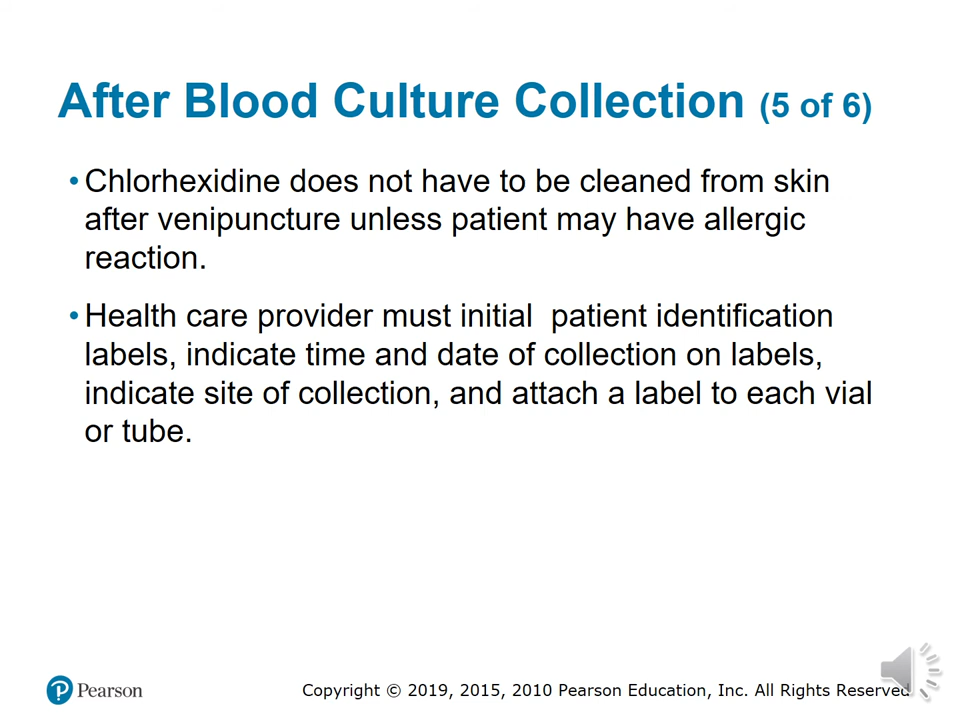 After Blood Culture Collection (5 of 6)
• Chlorhexidine does not have to be cleaned from skin
after venipuncture unless patient may have allergic
reaction.
• Health care provider must initial  patient identification
labels, indicate time and date of collection on labels,
indicate site of collection, and attach a label to each vial
or tube.
Pearson
Copyright © 2019, 2015, 2010 Pearson Education, Inc. All Rights Reserved